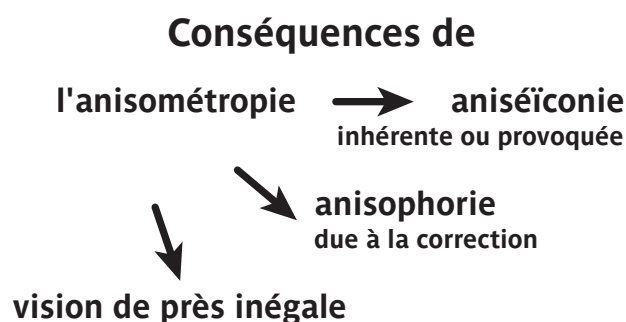 Conséquences de
l'anisométropie → aniséïconie
inhérente ou provoquée
anisophorie
due à la correction
vision de près inégale